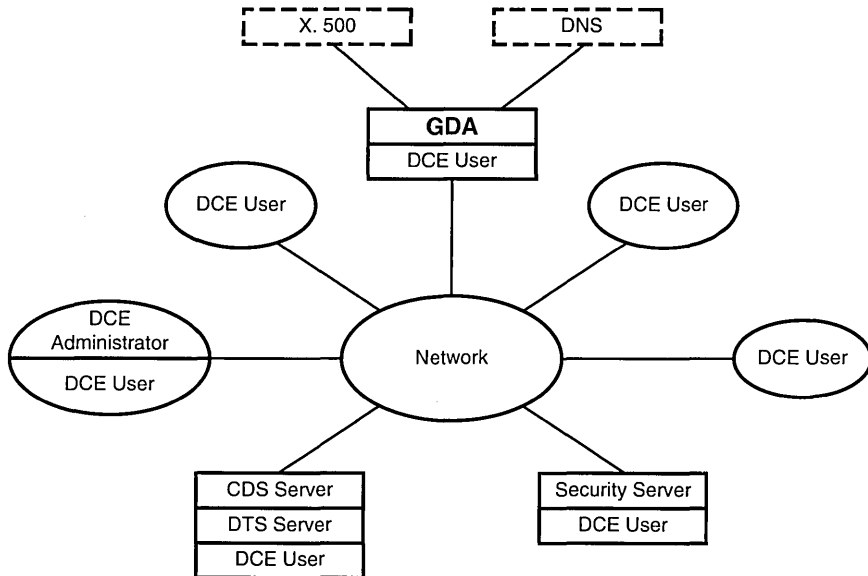 X. 500
DNS
GDA
DCE User
DCE User
DCE User
DCE
Administrator
DCE User
Network
DCE User
CDS Server
DTS Server
DCE User
Security Server
DCE User